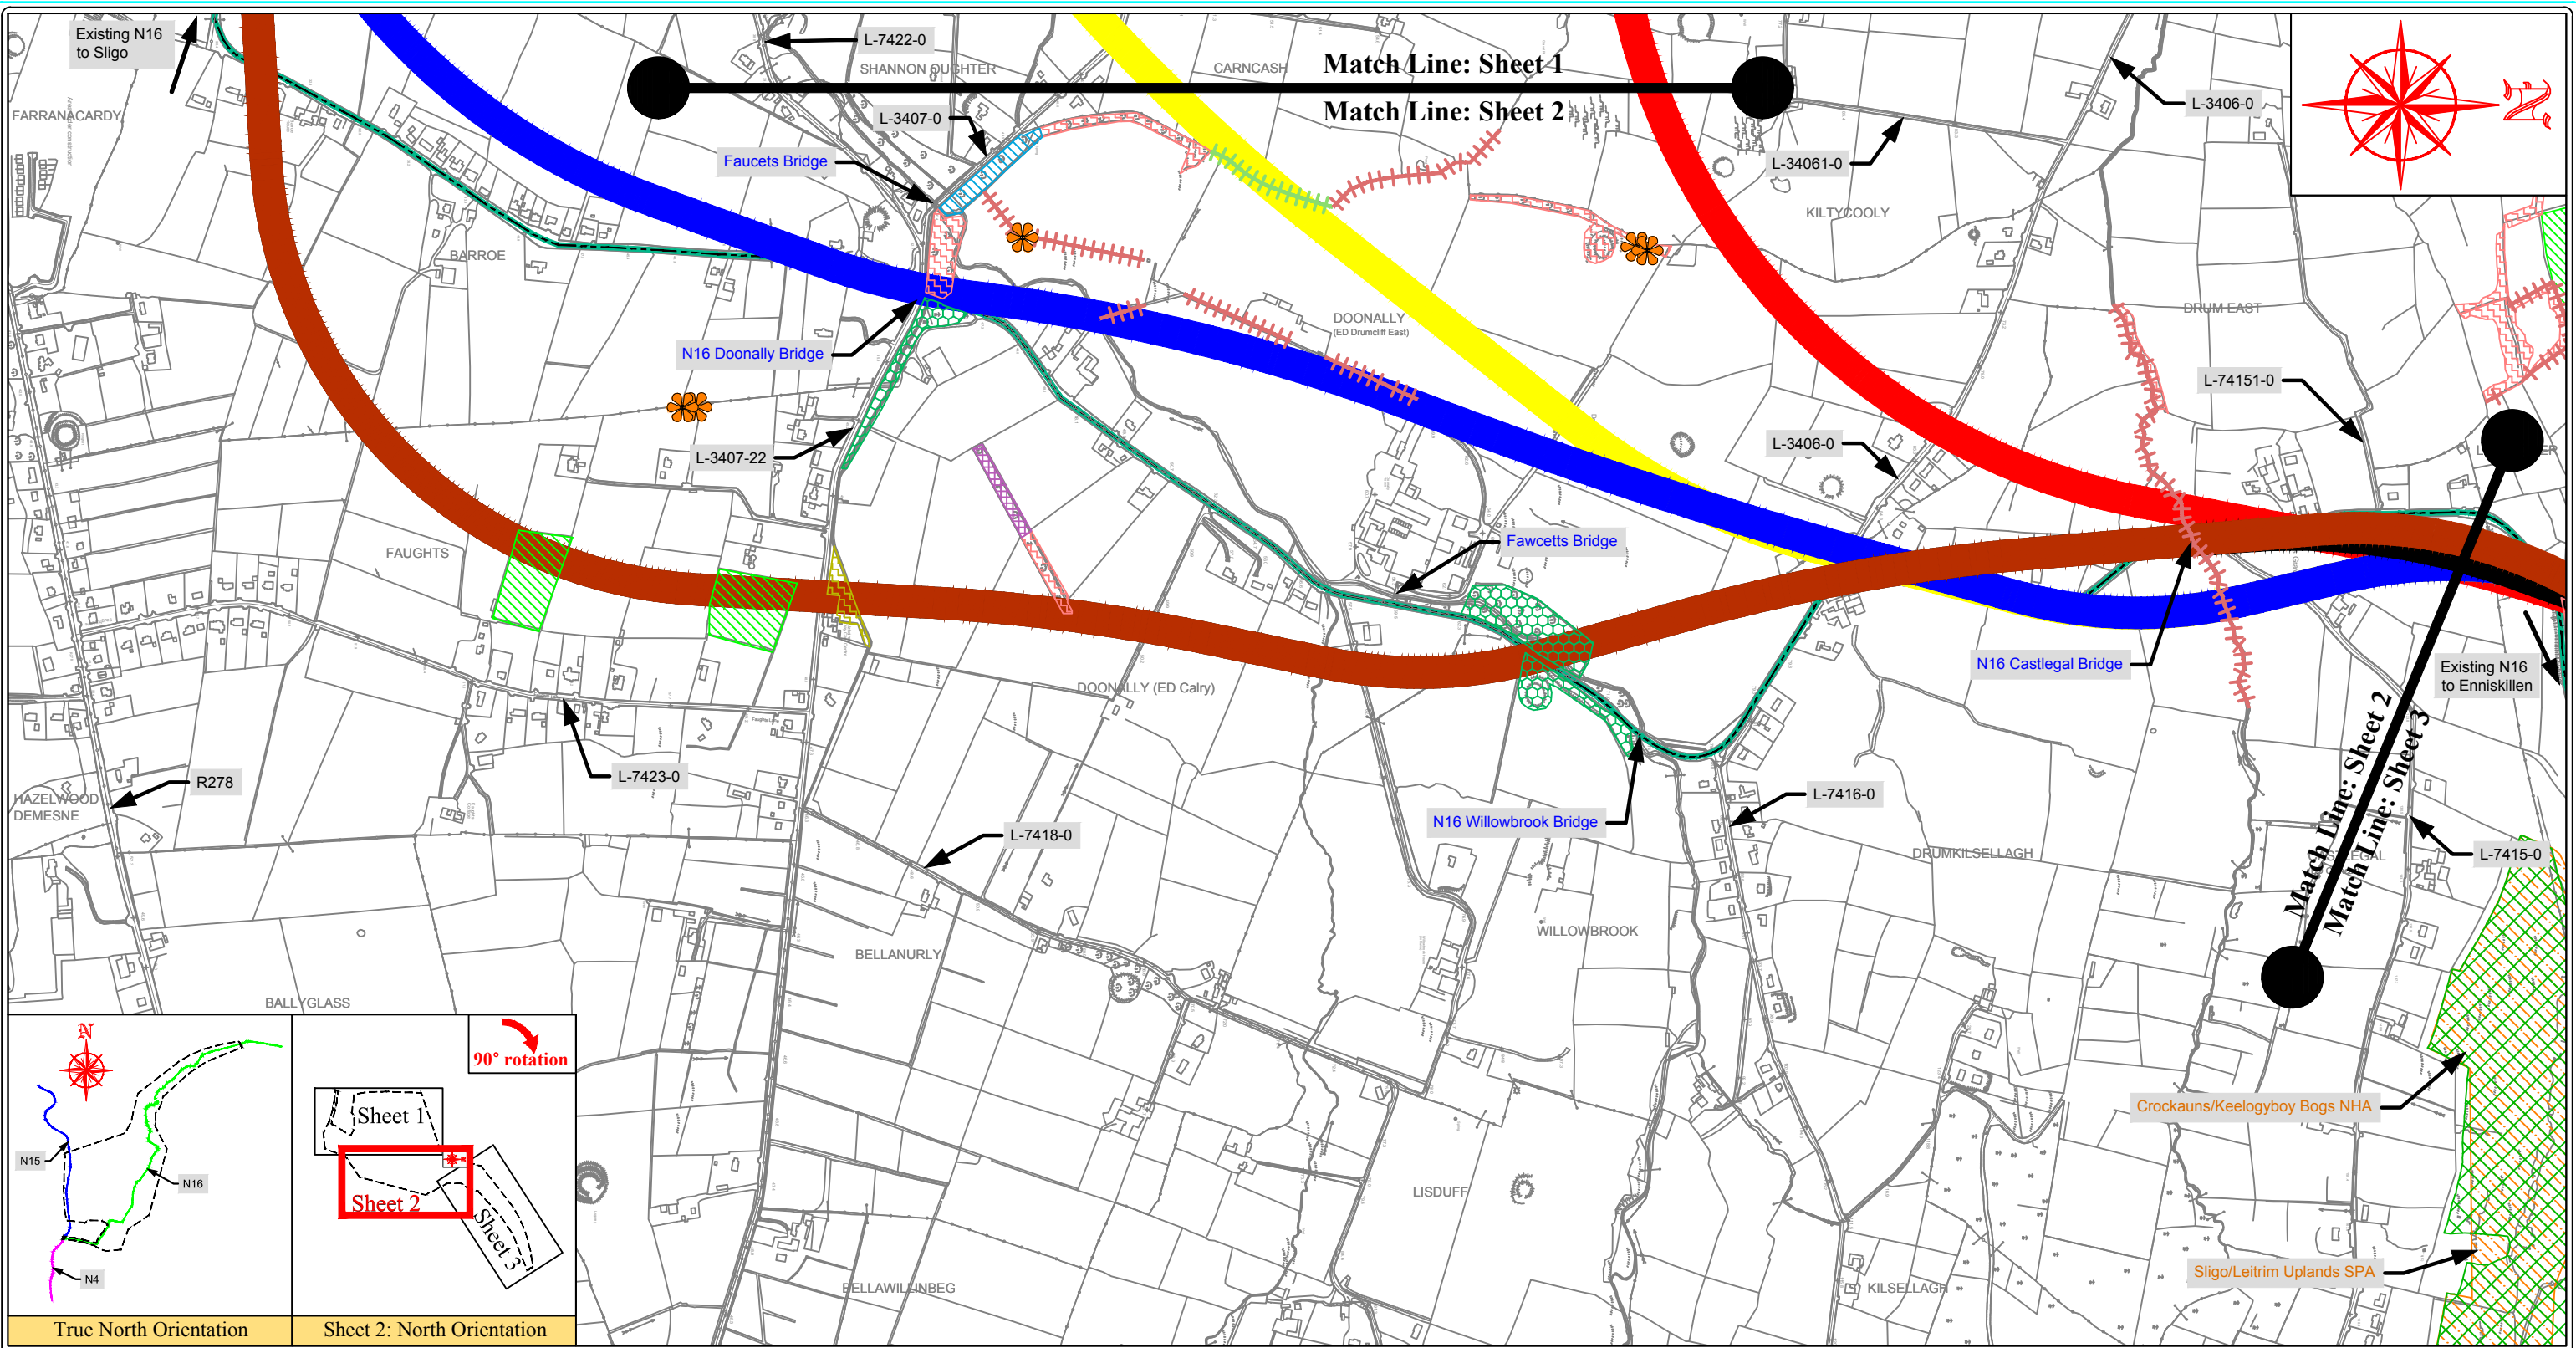 Existing N16
to Sligo
L-7422-0
SHANNON OUGHTER
CARNCASH
Match Line: Sheet 1
Match Line: Sheet 2
L-3406-0
N
FARRANACARDY
L-3407-0
Faucets Bridge
L-34061-0
KILTYCOOLY
BARROE
DOONALLY
(ED Drumcliff East)
DRUM EAST
N16 Doonally Bridge
L-74151-0
L-3407-22
L-3406-0
FAUGHTS
Fawcetts Bridge
N16 Castlegal Bridge
Existing N16
to Enniskillen
DOONALLY (ED Calry)
Match Line: Sheet 2
Match Line: Sheet 3
R278
L-7423-0
HAZELWOOD
DEMESNE
L-7416-0
N16 Willowbrook Bridge
L-7418-0
DRUMKILSELLAGH
L-7415-0
WILLOWBROOK
BELLANURLY
BALLYGLASS
Crockauns/Keelogyboy Bogs NHA
LISDUFF
Sligo/Leitrim Uplands SPA
BELLAWILLINBEG
KILSELLAGH
N
N15
N16
N4
True North Orientation
90° rotation
Sheet 1
Sheet 2
Sheet 3
Sheet 2: North Orientation